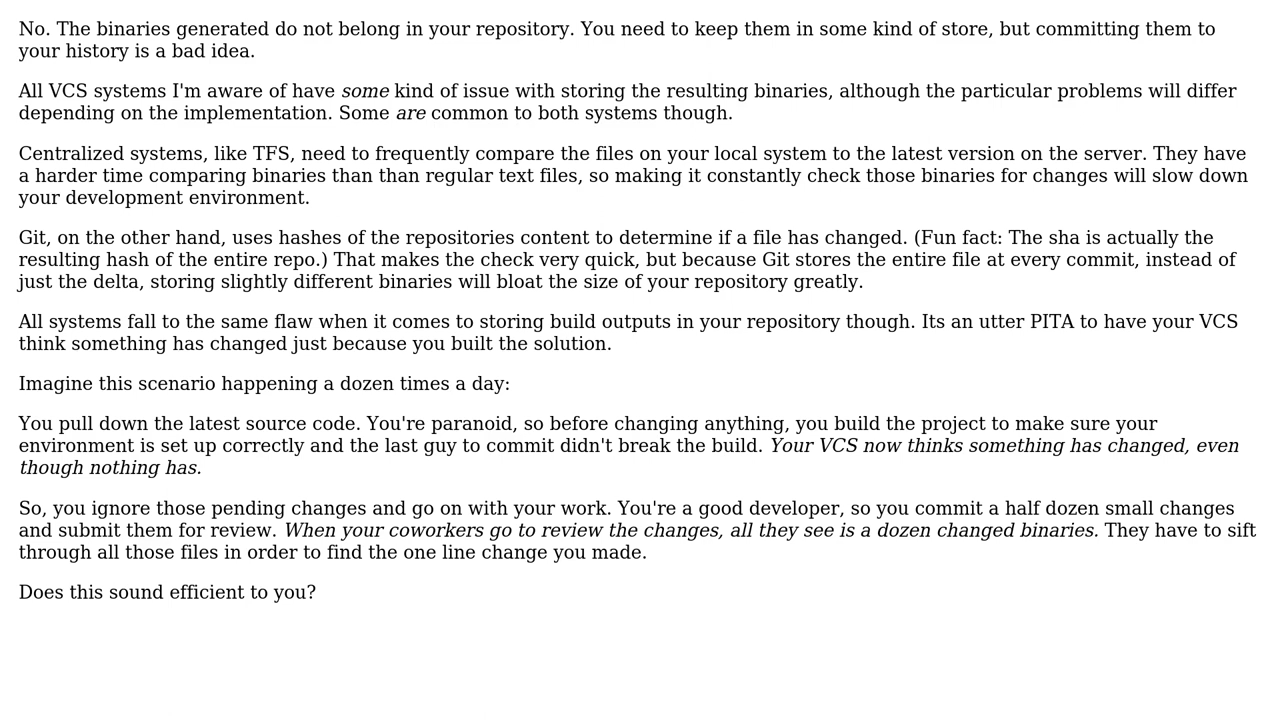 No. The binaries generated do not belong in your repository. You need to keep them in some kind of store, but committing them to
your history is a bad idea.
All VCS systems I'm aware of have some kind of issue with storing the resulting binaries, although the particular problems will differ
depending on the implementation. Some are common to both systems though.
Centralized systems, like TFS, need to frequently compare the files on your local system to the latest version on the server. They have
a harder time comparing binaries than than regular text files, so making it constantly check those binaries for changes will slow down
your development environment.
Git, on the other hand, uses hashes of the repositories content to determine if a file has changed. (Fun fact: The sha is actually the
resulting hash of the entire repo.) That makes the check very quick, but because Git stores the entire file at every commit, instead of
just the delta, storing slightly different binaries will bloat the size of your repository greatly.
All systems fall to the same flaw when it comes to storing build outputs in your repository though. Its an utter PITA to have your VCS
think something has changed just because you built the solution.
Imagine this scenario happening a dozen times a day:
You pull down the latest source code. You're paranoid, so before changing anything, you build the project to make sure your
environment is set up correctly and the last guy to commit didn't break the build. Your VCS now thinks something has changed, even
though nothing has.
So, you ignore those pending changes and go on with your work. You're a good developer, so you commit a half dozen small changes
and submit them for review. When your coworkers go to review the changes, all they see is a dozen changed binaries. They have to sift
through all those files in order to find the one line change you made.
Does this sound efficient to you?